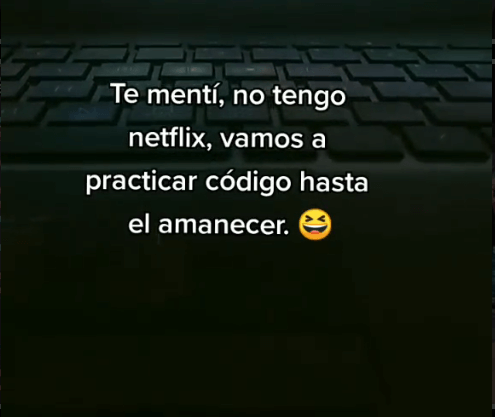 Te mentí, no tengo
netflix, vamos a
practicar código hasta
el amanecer. 😆